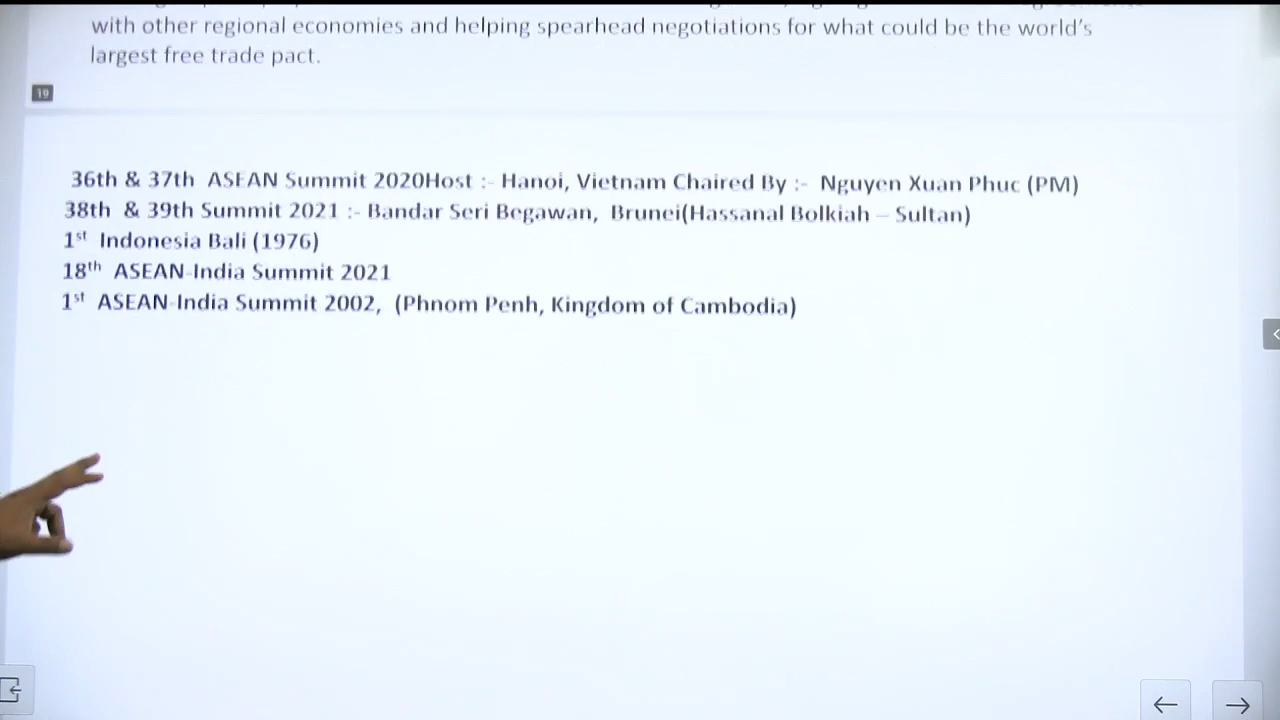 with other regional economies and helping spearhead negotiations for what could be the world's
largest free trade pact.
19
36th & 37th ASEAN Summit 2020Host :- Hanoi, Vietnam Chaired By :- Nguyen Xuan Phuc (PM)
38th & 39th Summit 2021 :- Bandar Seri Begawan, Brunei(Hassanal Bolkiah – Sultan)
1st Indonesia Bali (1976)
18th ASEAN-India Summit 2021
1st ASEAN-India Summit 2002, (Phnom Penh, Kingdom of Cambodia)